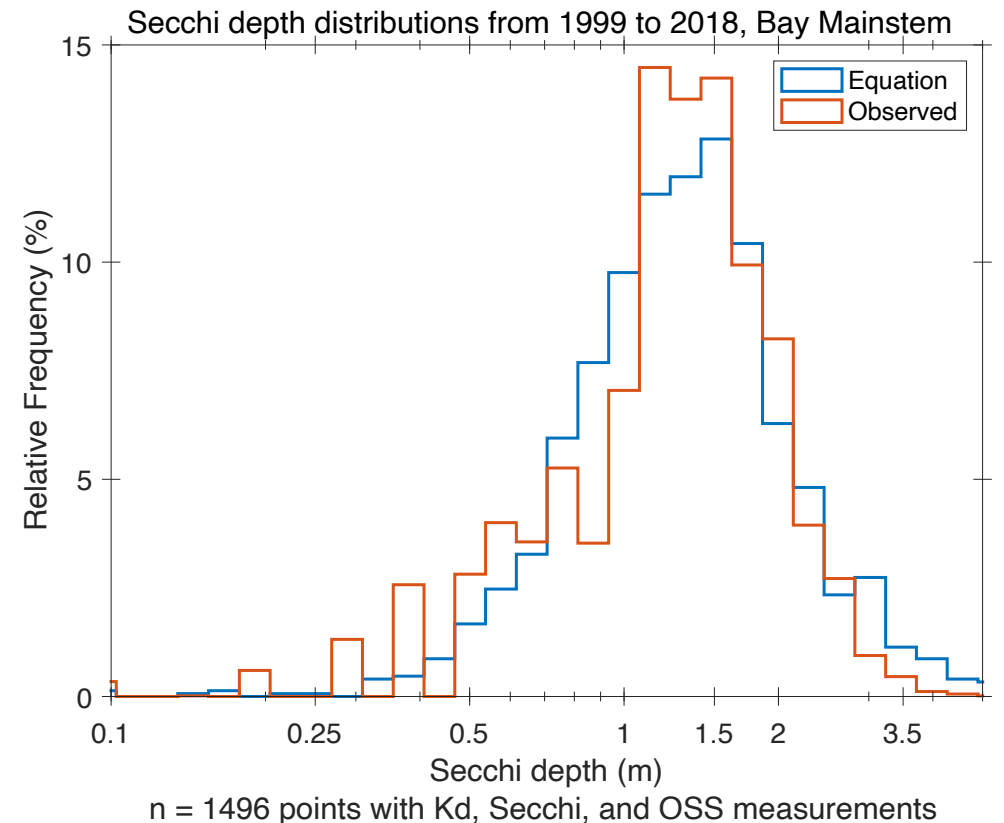 Secchi depth distributions from 1999 to 2018, Bay Mainstem
Equation
Observed
Relative Frequency (%)
15
10
5
0
0.1 0.25 0.5 1 1.5 2 3.5
Secchi depth (m)
n = 1496 points with Kd, Secchi, and OSS measurements